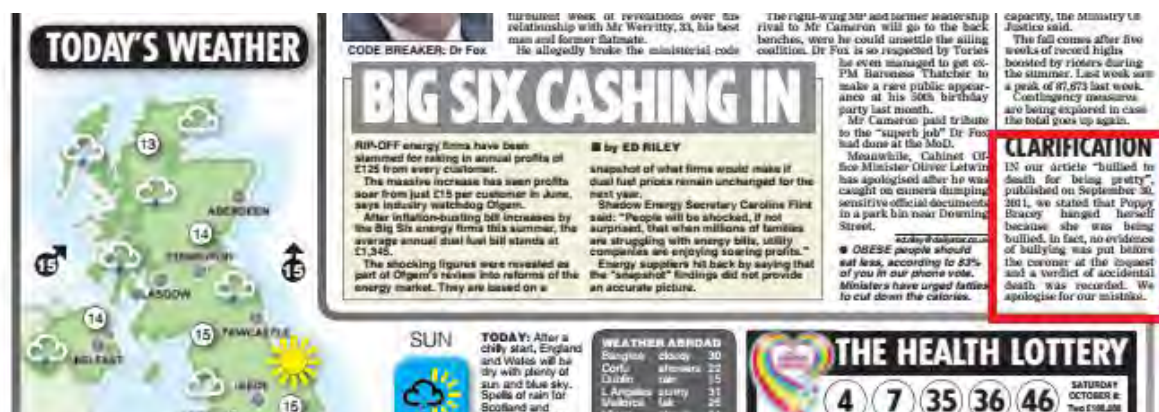 TODAY'S WEATHER
13
ABERDEEN
14
EDINBURGH
15
15
GLASGOW
14
BELFAST
15
NEWCASTLE
LEEDS
15
CODE BREAKER: Dr Fox
turbulent week of revelations over his
relationship with Mr Werritty, 33, his best
man and former flatmate.
He allegedly broke the ministerial code
The right-wing MP and former leadership
rival to Mr Cameron will go to the back
benches, were he could unsettle the ailing
coalition. Dr Fox is so respected by Tories
he even managed to get ex-
PM Baroness Thatcher to
make a rare public appear-
ance at his 50th birthday
party last month.
Mr Cameron paid tribute
to the "superb job" Dr Fox
had done at the MoD.
Meanwhile, Cabinet Of-
fice Minister Oliver Letwin
has apologised after he was
caught on camera dumping
sensitive official documents
in a park bin near Downing
Street.
OBESE people should
eat less, according to 83%
of you in our phone vote.
Ministers have urged fatties
to cut down the calories.
BIG SIX CASHING IN
RIP-OFF energy firms have been
slammed for raking in annual profits of
£125 from every customer.
The massive increase has seen profits
soar from just £15 per customer in June,
says industry watchdog Ofgem.
After inflation-busting bill increases by
the Big Six energy firms this summer, the
average annual dual fuel bill stands at
£1,345.
The shocking figures were revealed as
part of Ofgem's review into reforms of the
energy market. They are based on a
by ED RILEY
snapshot of what firms would make if
dual fuel prices remain unchanged for the
next year.
Shadow Energy Secretary Caroline Flint
said: "People will be shocked, if not
surprised, that when millions of families
are struggling with energy bills, utility
companies are enjoying soaring profits."
Energy suppliers hit back by saying that
the "snapshot" findings did not provide
an accurate picture.
capacity, the Ministry Of
Justice said.
The fall comes after five
weeks of record highs
boosted by rioters during
the summer. Last week saw
a peak of 87,673 last week.
Contingency measures
are being explored in case
the total goes up again.
CLARIFICATION
IN our article "bullied to
death for being pretty",
published on September 30,
2011, we stated that Poppy
Bracey hanged herself
because she was being
bullied. In fact, no evidence
of bullying was put before
the coroner at the inquest
and a verdict of accidental
death was recorded. We
apologise for our mistake.
SUN
TODAY: After a
chilly start, England
and Wales will be
dry with plenty of
sun and blue sky.
Spells of rain for
Scotland and
WEATHER ABROAD
Bangkok cloudy 30
Corfu showers 22
Dublin rain 15
L Angeles sunny 31
Mallorca fair 25
THE HEALTH LOTTERY
4 7 35 36 46
SATURDAY
OCTOBER 8: